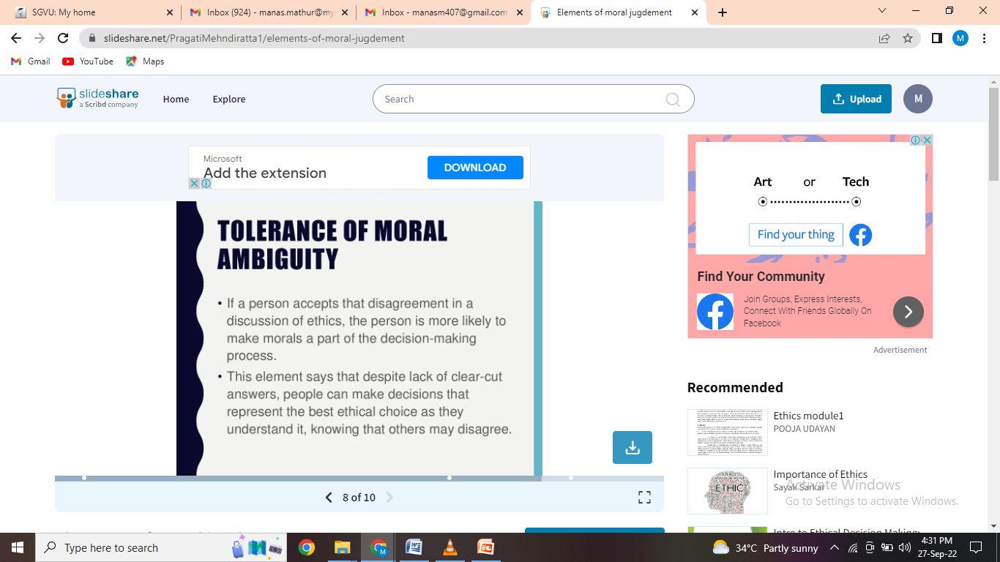 SGVU: My home
Inbox (924) - manas.mathur@my
Inbox - manasm407@gmail.com
Elements of moral jugdement
slideshare.net/PragatiMehndiratta1/elements-of-moral-jugdement
M
Gmail
YouTube
Maps
slideshare
a Scribd company
Home
Explore
Search
Upload
M
Microsoft
Add the extension
DOWNLOAD
TOLERANCE OF MORAL
AMBIGUITY
• If a person accepts that disagreement in a
discussion of ethics, the person is more likely to
make morals a part of the decision-making
process.
• This element says that despite lack of clear-cut
answers, people can make decisions that
represent the best ethical choice as they
understand it, knowing that others may disagree.
8 of 10
Art or Tech
Find your thing
Find Your Community
Join Groups, Express Interests,
Connect With Friends Globally On
Facebook
Advertisement
Recommended
Ethics module1
POOJA UDAYAN
ETHIC
Importance of Ethics
Sayak Sarkar
Intro to Ethical Decision Making:
Activate Windows
Go to Settings to activate Windows.
Type here to search
34°C Partly sunny
4:31 PM
27-Sep-22